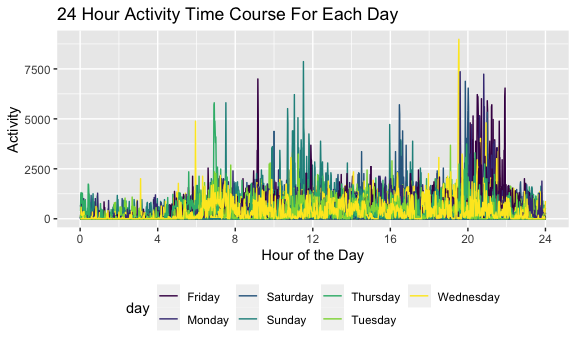 24 Hour Activity Time Course For Each Day
7500
5000
2500
0
Activity
0 4 8 12 16 20 24
Hour of the Day
day
Friday Saturday Thursday Wednesday
Monday Sunday Tuesday